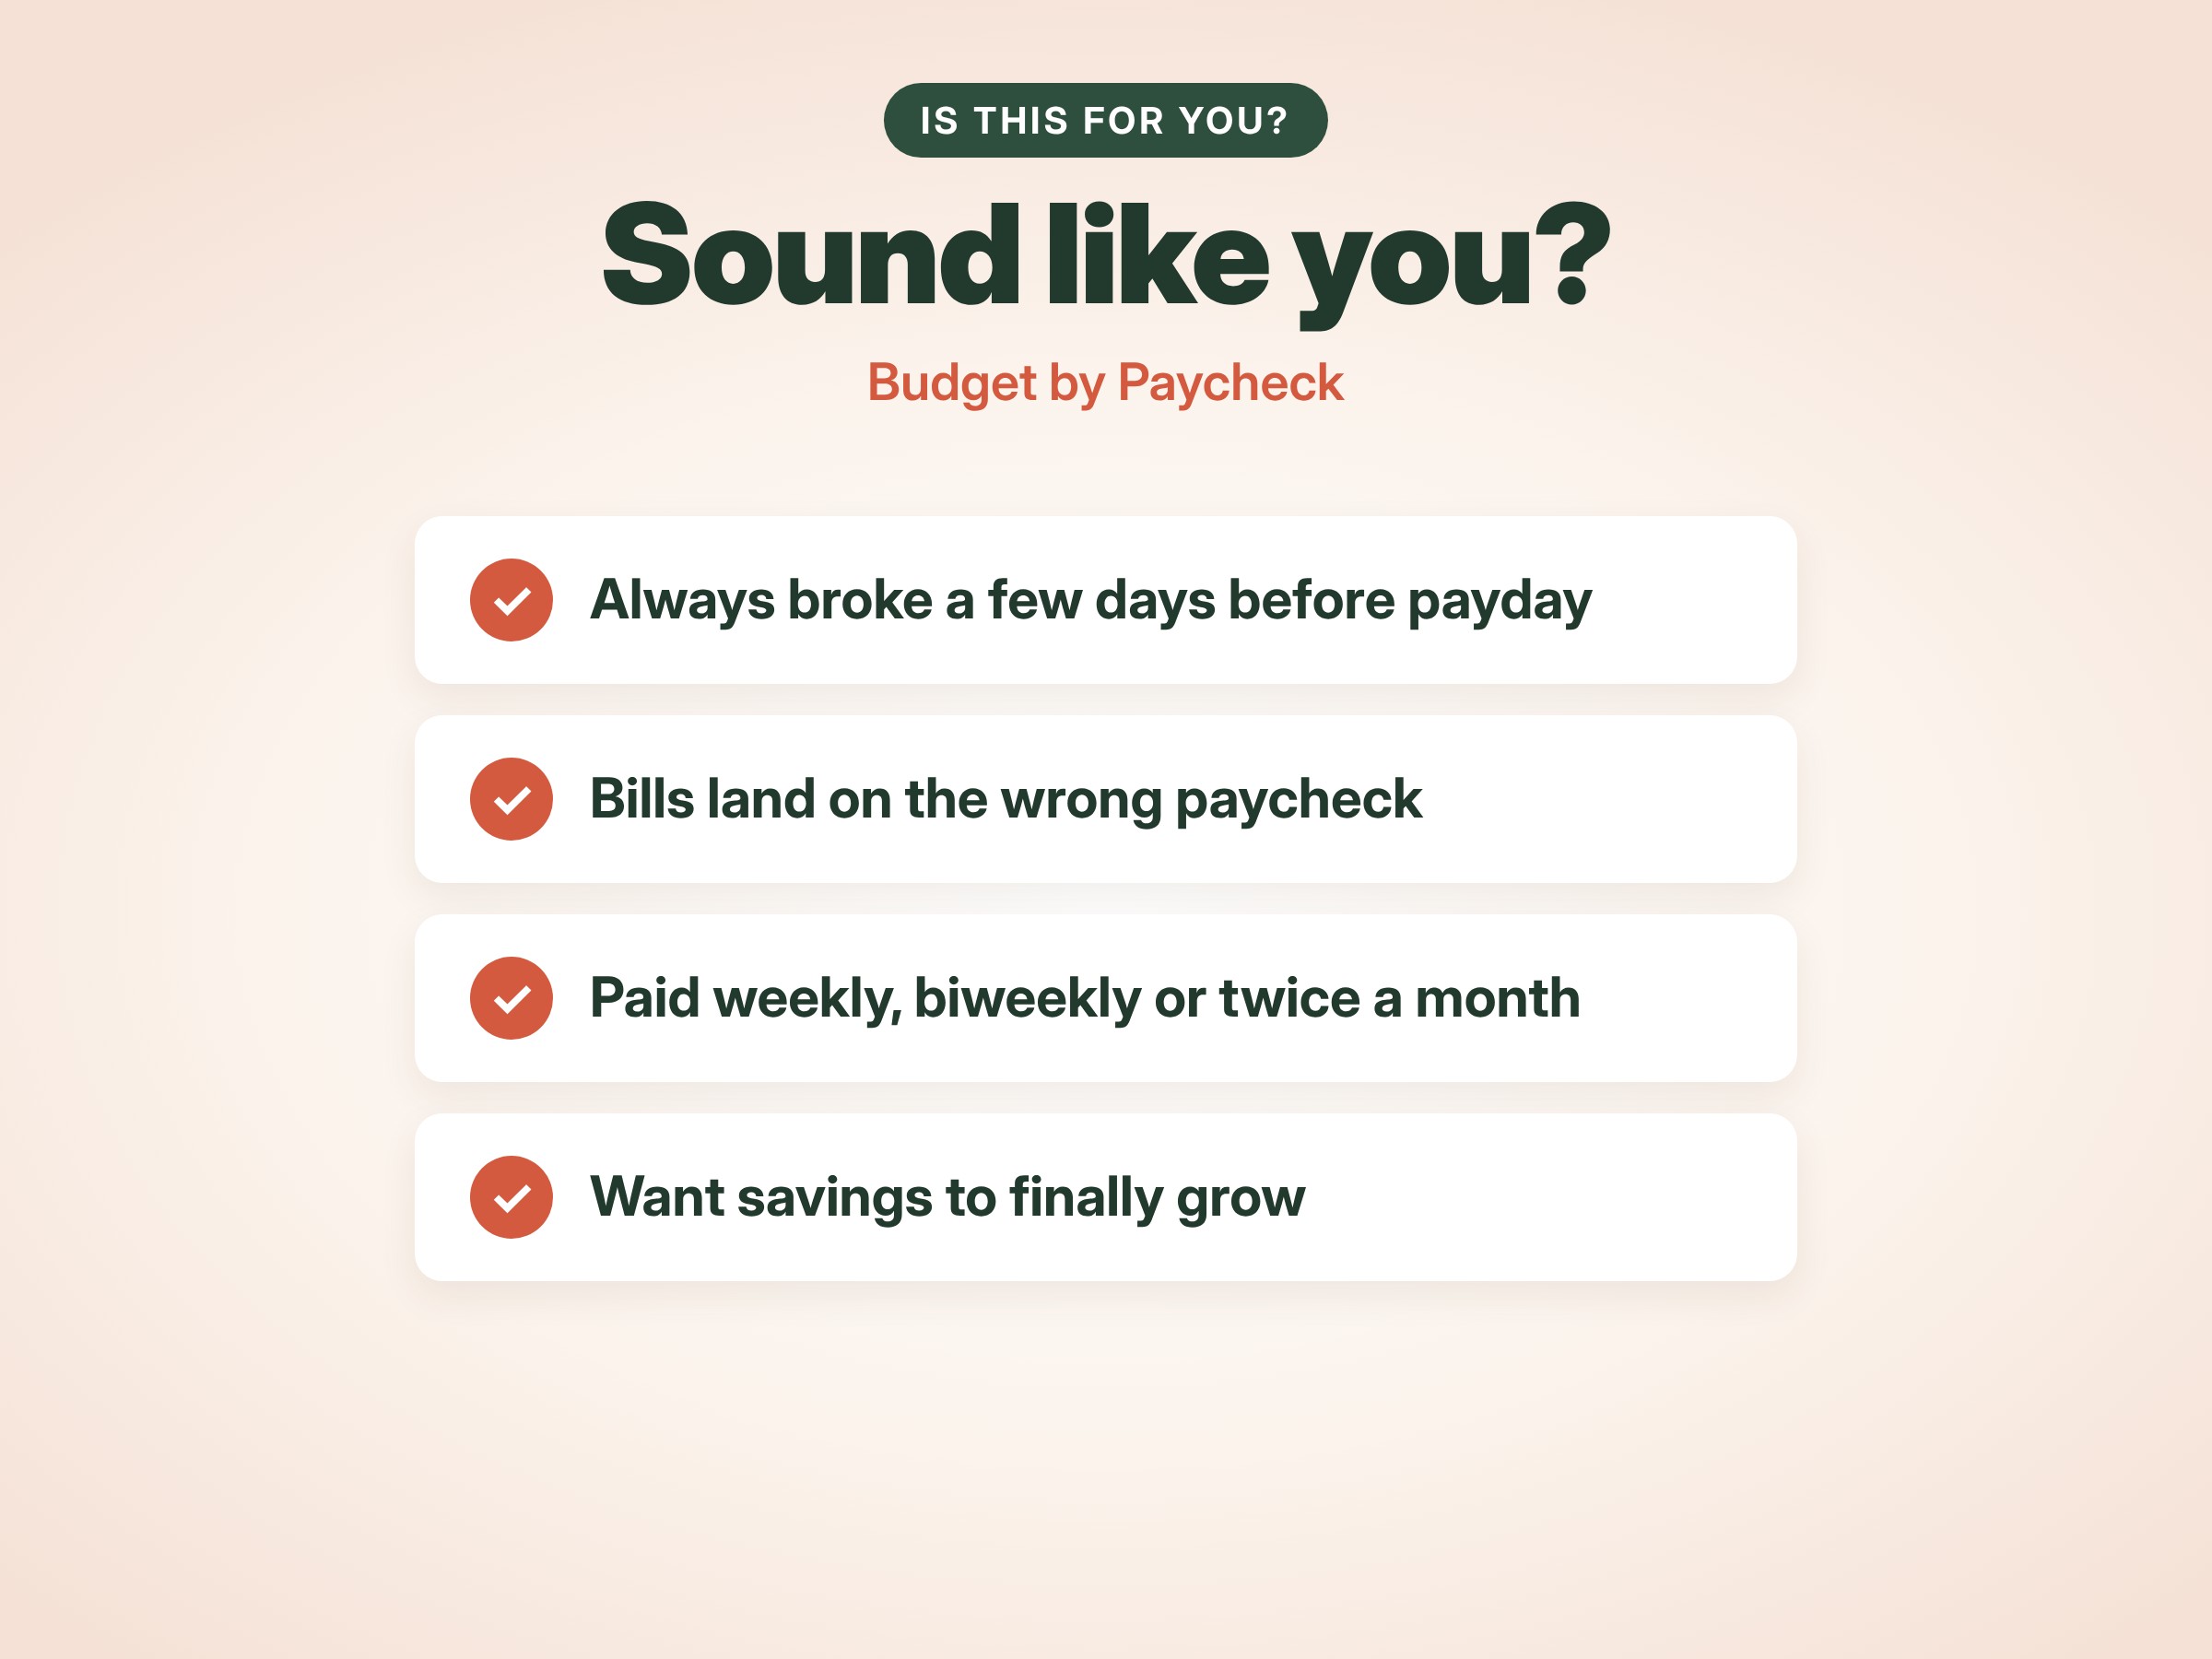 IS THIS FOR YOU?
Sound like you?
Budget by Paycheck
Always broke a few days before payday
Bills land on the wrong paycheck
Paid weekly, biweekly or twice a month
Want savings to finally grow